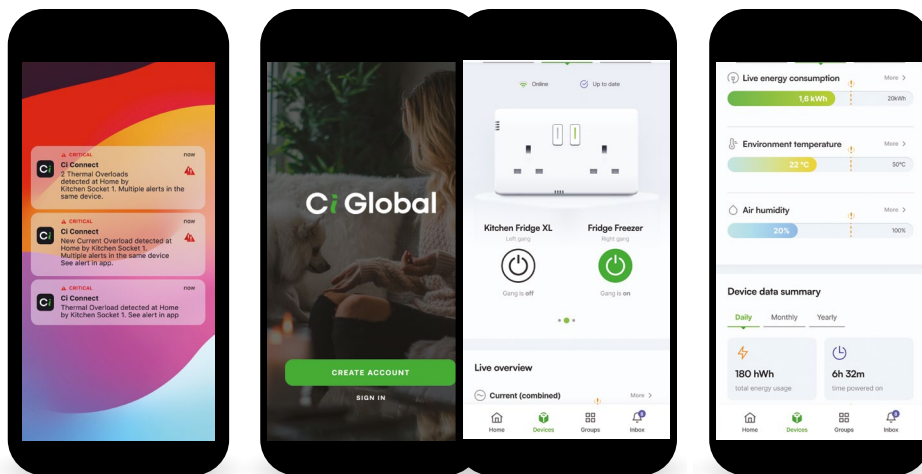 CRITICAL
now
Ci
Ci Connect
2 Thermal Overloads
detected at Home by
Kitchen Socket 1. Multiple alerts in the
same device.
CRITICAL
now
Ci
Ci Connect
New Current Overload detected at
Home by Kitchen Socket 1.
Multiple alerts in the same device
See alert in app.
CRITICAL
now
Ci
Ci Connect
Thermal Overload detected at Home
by Kitchen Socket 1. See alert in app
Ci Global
CREATE ACCOUNT
SIGN IN
Online
Up to date
Kitchen Fridge XL
Fridge Freezer
Left gang
Right gang
Gang is off
Gang is on
Live overview
Current (combined)
More >
Home
Devices
Groups
Inbox
Live energy consumption
More >
1,6 kWh
20kWh
Environment temperature
More >
22 °C
50°C
Air humidity
More >
20%
100%
Device data summary
Daily
Monthly
Yearly
180 hWh
6h 32m
total energy usage
time powered on
Home
Devices
Groups
Inbox